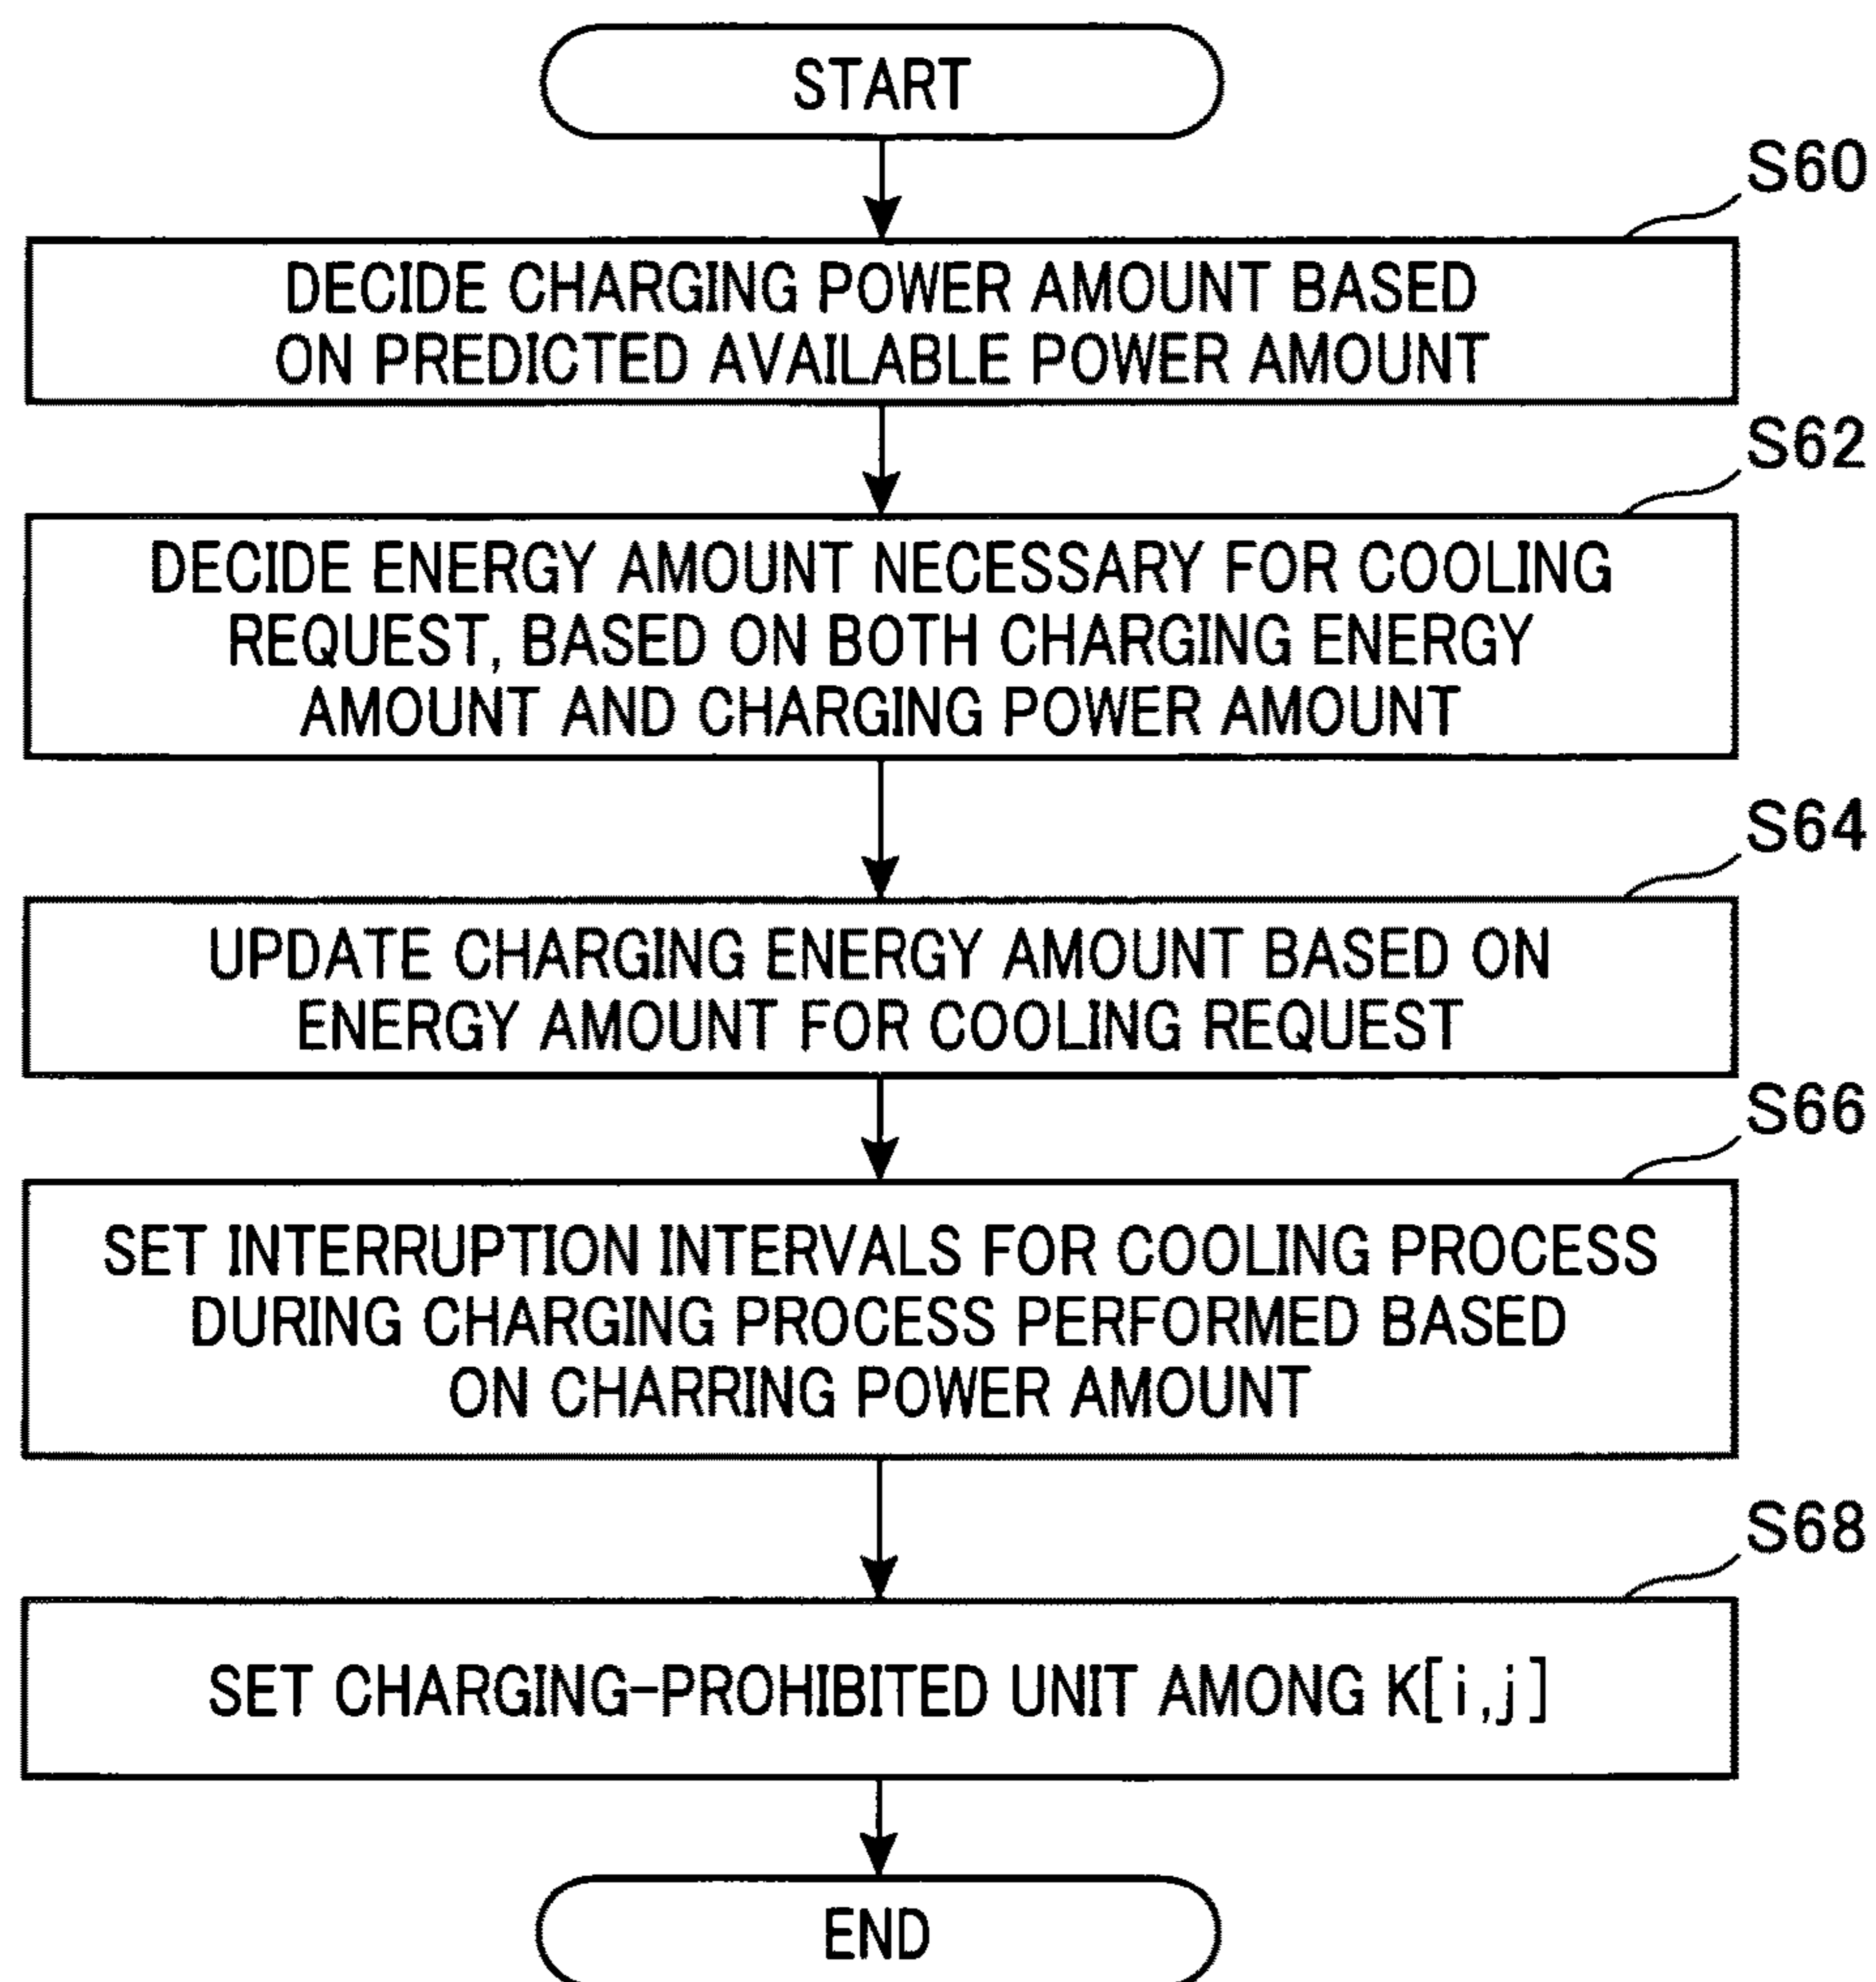 START
S60
DECIDE CHARGING POWER AMOUNT BASED
ON PREDICTED AVAILABLE POWER AMOUNT
S62
DECIDE ENERGY AMOUNT NECESSARY FOR COOLING
REQUEST, BASED ON BOTH CHARGING ENERGY
AMOUNT AND CHARGING POWER AMOUNT
S64
UPDATE CHARGING ENERGY AMOUNT BASED ON
ENERGY AMOUNT FOR COOLING REQUEST
S66
SET INTERRUPTION INTERVALS FOR COOLING PROCESS
DURING CHARGING PROCESS PERFORMED BASED
ON CHARRING POWER AMOUNT
S68
SET CHARGING-PROHIBITED UNIT AMONG K[i,j]
END